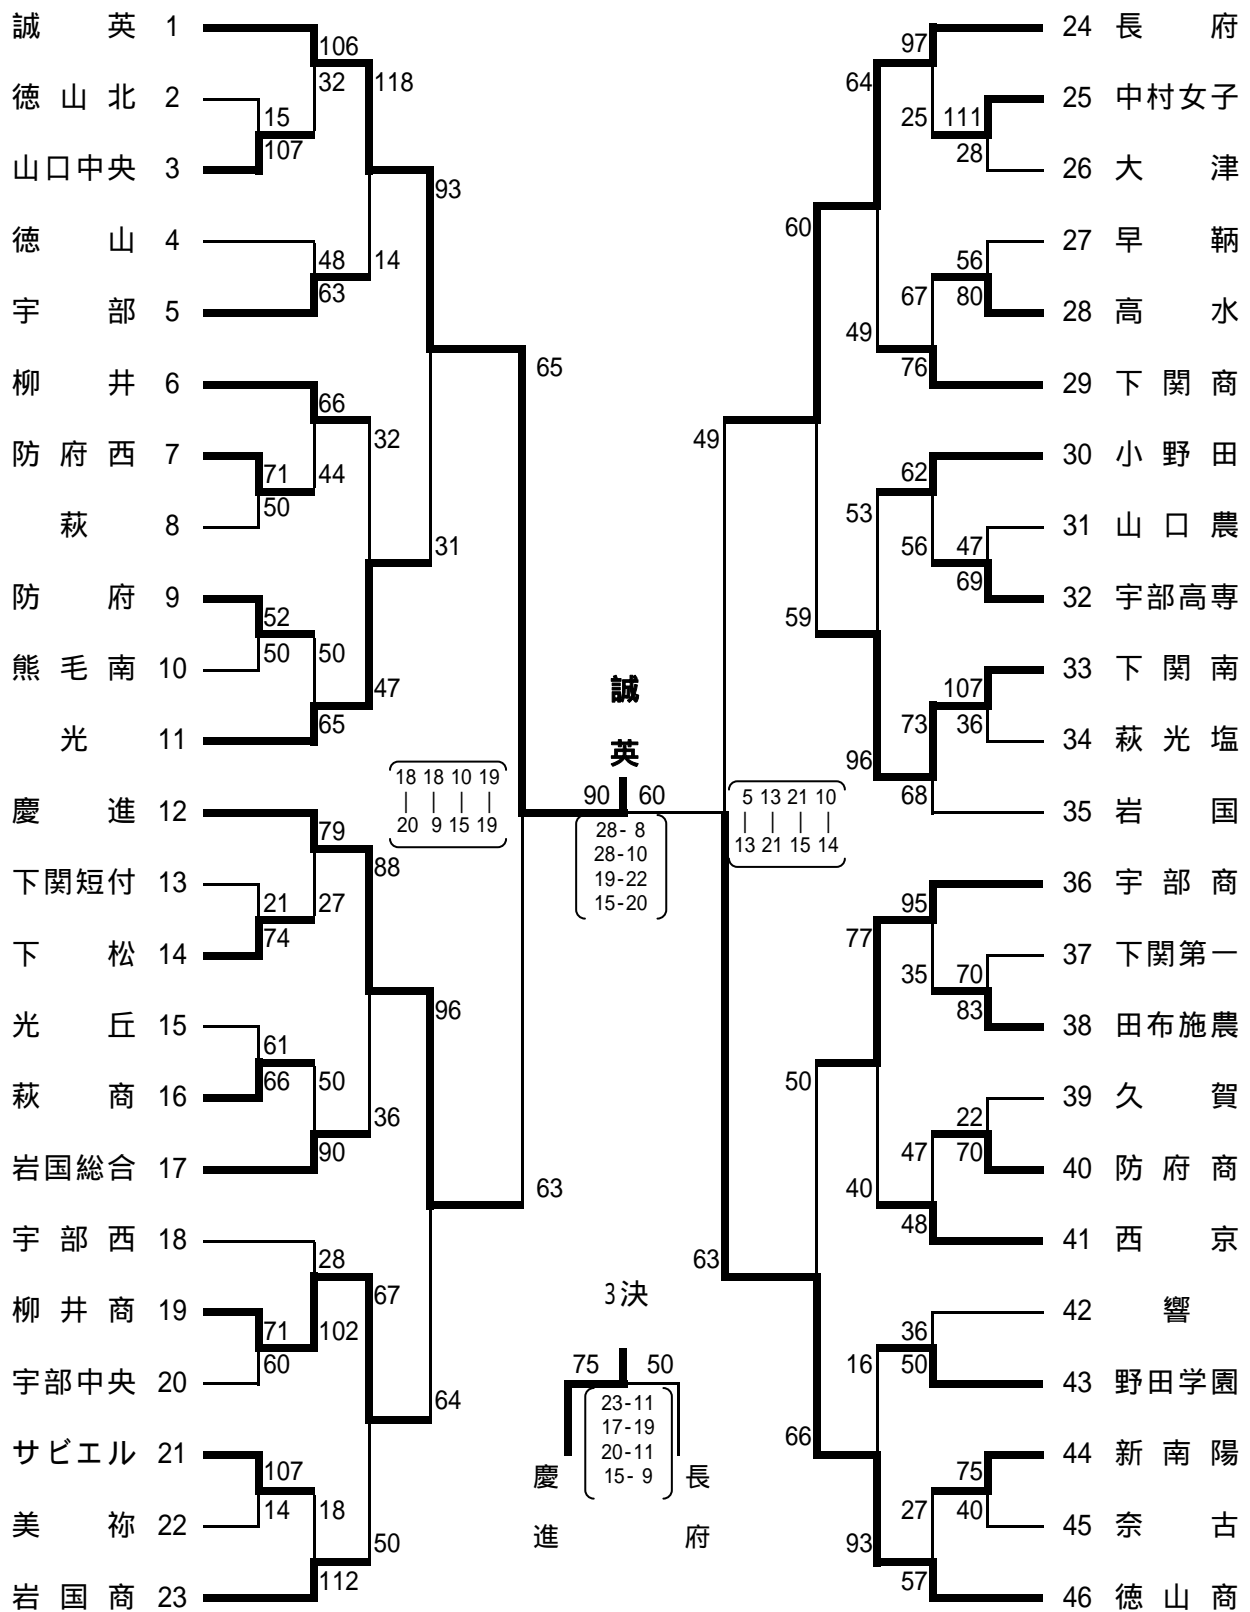 誠英 1
徳山北 2
山口中央 3
徳山 4
宇部 5
柳井 6
防府西 7
萩 8
防府 9
熊毛南 10
光 11
慶進 12
下関短付 13
下松 14
光丘 15
萩商 16
岩国総合 17
宇部西 18
柳井商 19
宇部中央 20
サビエル 21
美祢 22
岩国商 23
106
32
118
15
107
93
48
14
63
65
66
32
71
44
50
31
52
50
50
47
65
79
88
21
27
74
96
61
66
50
36
90
63
28
67
71
102
60
64
107
14
18
50
112
18 18 10 19
| | | |
20 9 15 19
誠英
90 60
28- 8
28-10
19-22
15-20
5 13 21 10
| | | |
13 21 15 14
3決
75 50
23-11
17-19
20-11
15- 9
慶進
長府
97
64
25 111
28
60
56
67 80
49
76
49
62
53
56 47
69
59
107
73 36
96
68
95
77
35 70
83
50
22
47 70
40
48
63
36
16 50
66
75
27 40
93
57
24 長府
25 中村女子
26 大津
27 早鞆
28 高水
29 下関商
30 小野田
31 山口農
32 宇部高専
33 下関南
34 萩光塩
35 岩国
36 宇部商
37 下関第一
38 田布施農
39 久賀
40 防府商
41 西京
42 響
43 野田学園
44 新南陽
45 奈古
46 徳山商